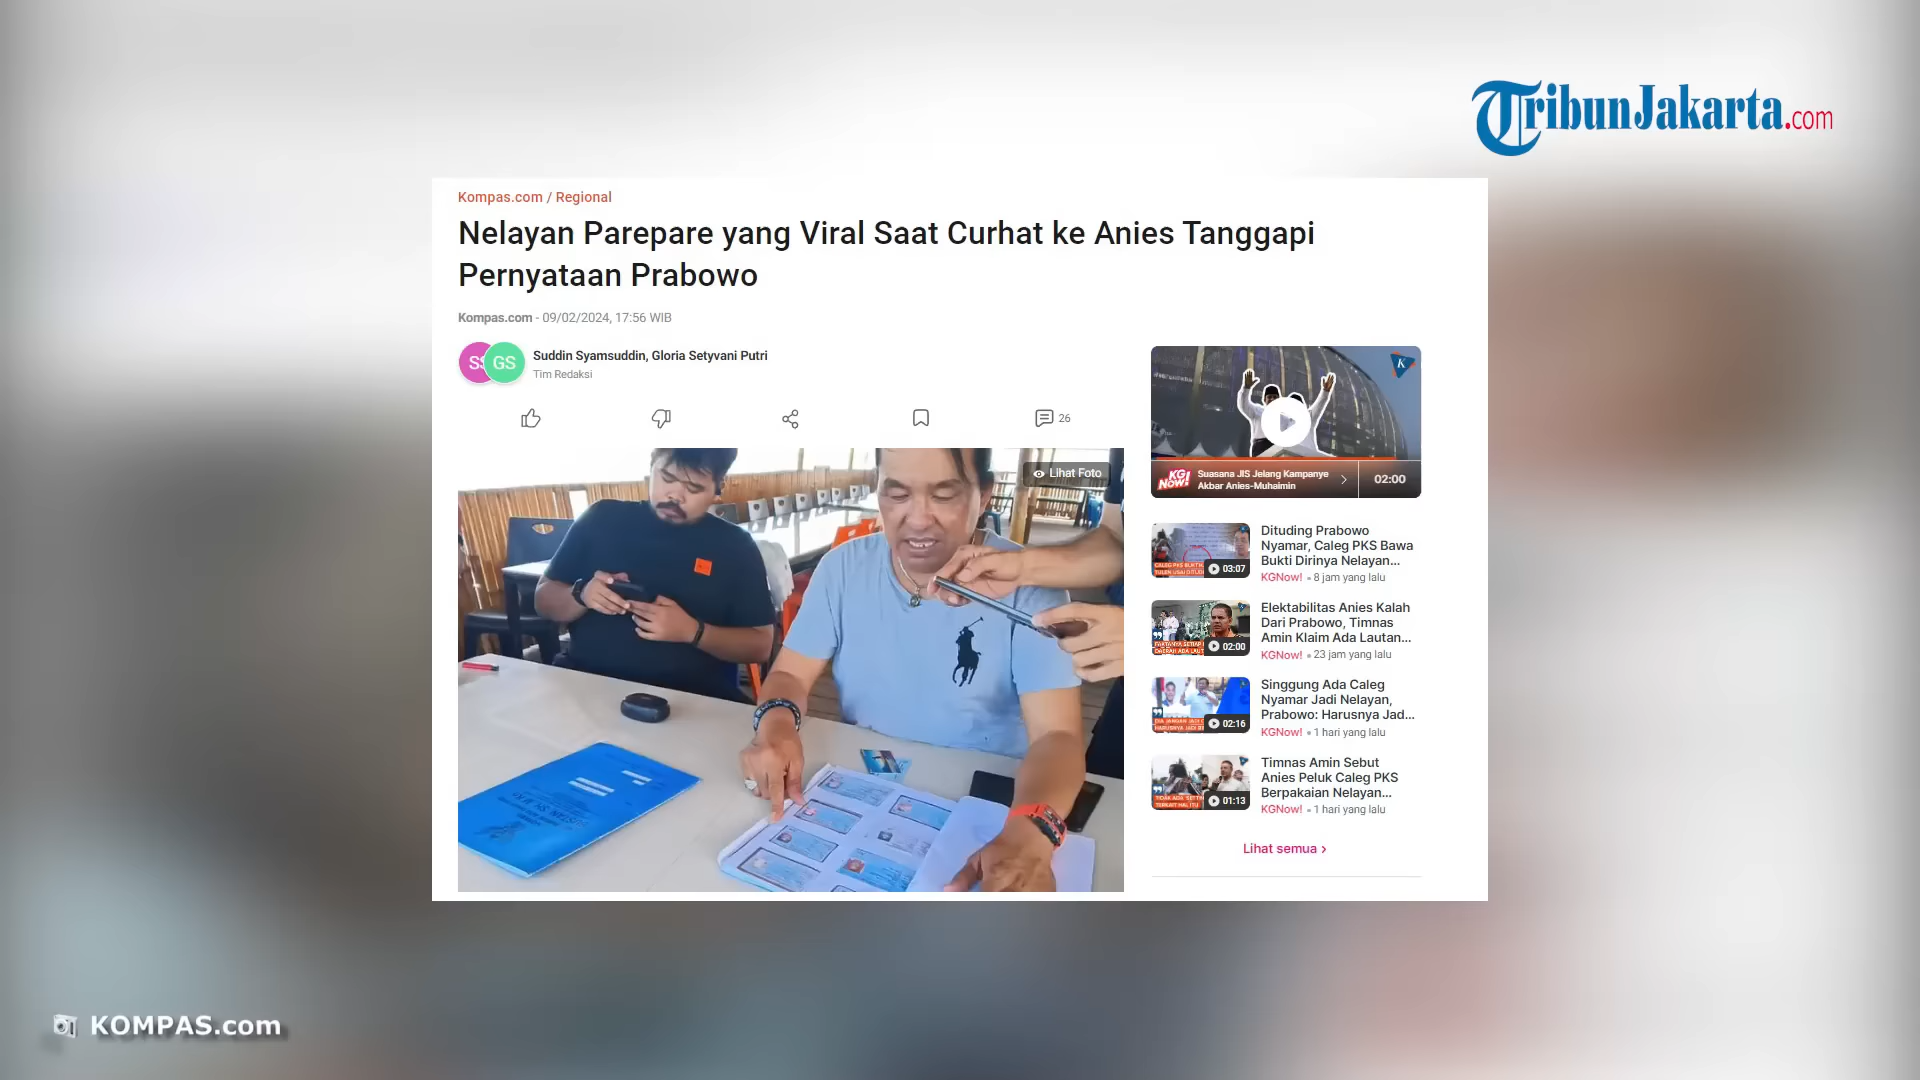 TribunJakarta.com
Kompas.com / Regional
Nelayan Parepare yang Viral Saat Curhat ke Anies Tanggapi
Pernyataan Prabowo
Kompas.com - 09/02/2024, 17:56 WIB
SS GS
Suddin Syamsuddin, Gloria Setyvani Putri
Tim Redaksi
26
Lihat Foto
K
KG NOW!
Suasana JIS Jelang Kampanye
Akbar Anies-Muhaimin
02:00
Dituding Prabowo
Nyamar, Caleg PKS Bawa
Bukti Dirinya Nelayan...
KGNow! • 8 jam yang lalu
03:07
Elektabilitas Anies Kalah
Dari Prabowo, Timnas
Amin Klaim Ada Lautan...
KGNow! • 23 jam yang lalu
02:00
Singgung Ada Caleg
Nyamar Jadi Nelayan,
Prabowo: Harusnya Jad...
KGNow! • 1 hari yang lalu
02:16
Timnas Amin Sebut
Anies Peluk Caleg PKS
Berpakaian Nelayan...
KGNow! • 1 hari yang lalu
01:13
Lihat semua ›
KOMPAS.com